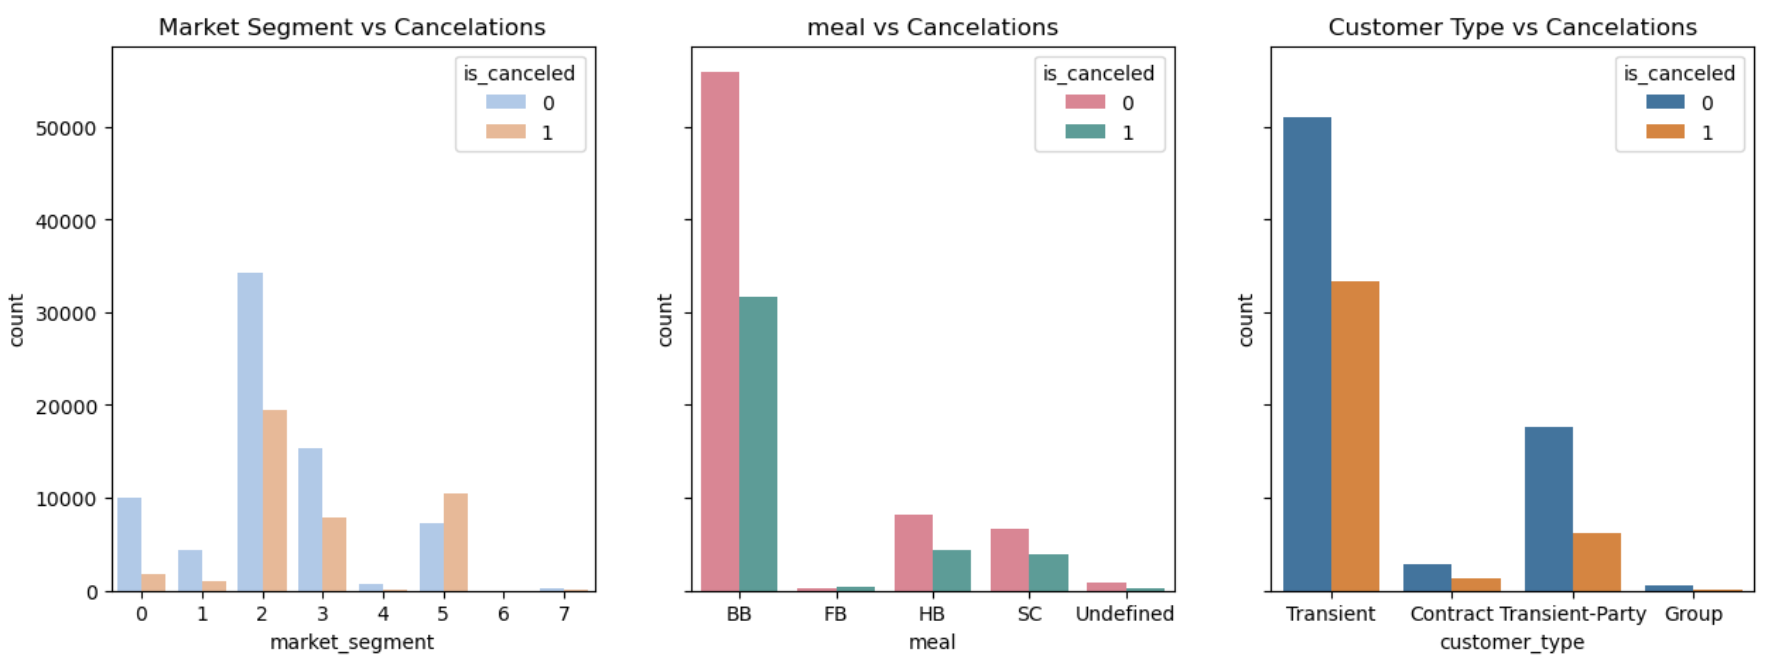 Market Segment vs Cancelations
is_canceled
0
1
50000
40000
30000
20000
10000
0
count
0 1 2 3 4 5 6 7
market_segment
meal vs Cancelations
is_canceled
0
1
count
BB FB HB SC Undefined
meal
Customer Type vs Cancelations
is_canceled
0
1
count
Transient Contract Transient-Party Group
customer_type